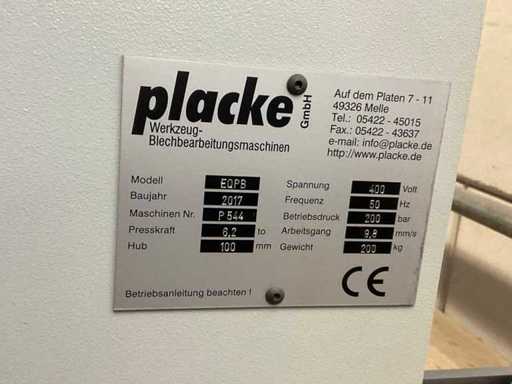 placke GmbH
Werkzeug-
Blechbearbeitungsmaschinen
Auf dem Platen 7 - 11
49326 Melle
Tel.: 05422 - 45015
Fax.: 05422 - 43637
e-mail: info@placke.de
http://www.placke.de
Modell EQPB
Baujahr 2017
Maschinen Nr. P 544
Presskraft 6,2 to
Hub 100 mm
Spannung 400 Volt
Frequenz 50 Hz
Betriebsdruck 200 bar
Arbeitsgang 9,8 mm/s
Gewicht 200 kg
Betriebsanleitung beachten !
CE